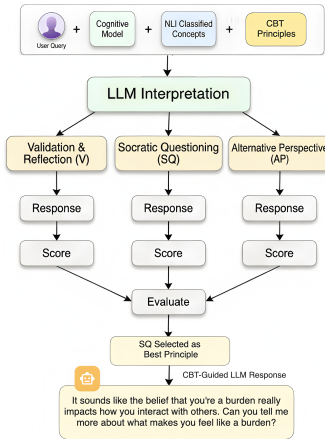 User Query
+
Cognitive
Model
+
NLI Classified
Concepts
+
CBT
Principles
LLM Interpretation
Validation &
Reflection (V)
Socratic Questioning
(SQ)
Alternative Perspective
(AP)
Response
Response
Response
Score
Score
Score
Evaluate
SQ Selected as
Best Principle
CBT-Guided LLM Response
It sounds like the belief that you're a burden really
impacts how you interact with others. Can you tell me
more about what makes you feel like a burden?